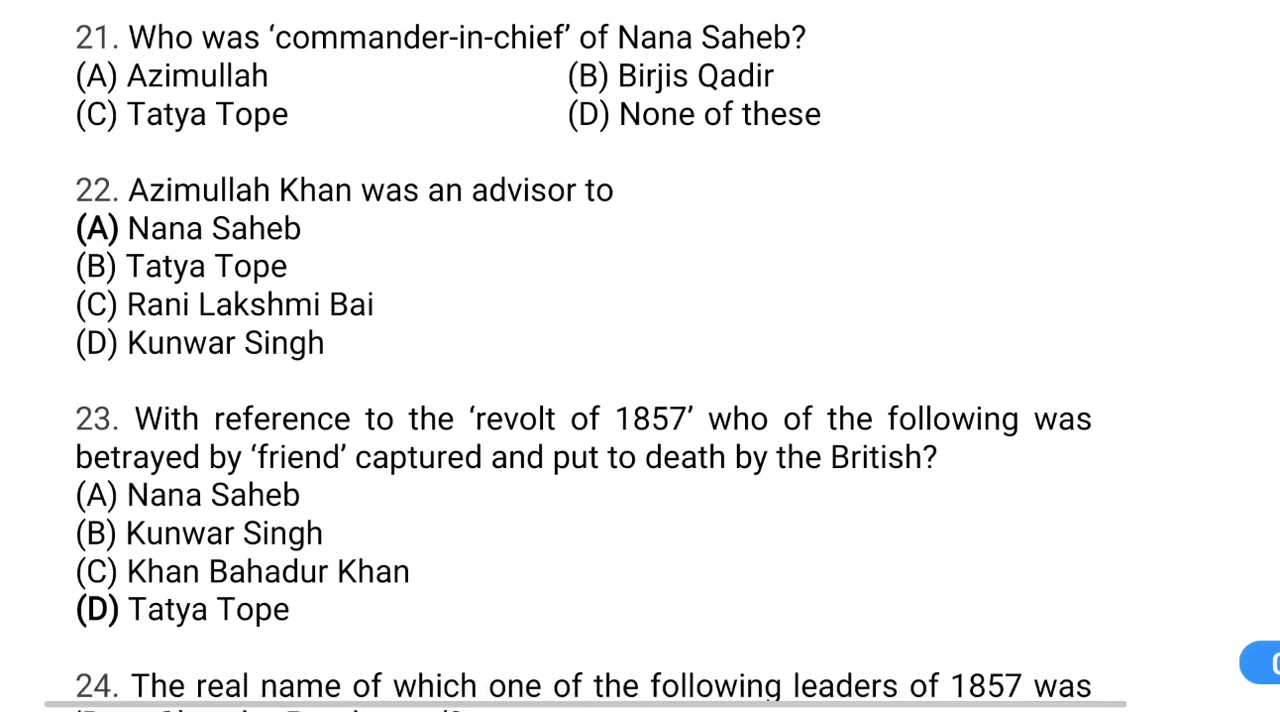 21. Who was ‘commander-in-chief’ of Nana Saheb?
(A) Azimullah (B) Birjis Qadir
(C) Tatya Tope (D) None of these
22. Azimullah Khan was an advisor to
(A) Nana Saheb
(B) Tatya Tope
(C) Rani Lakshmi Bai
(D) Kunwar Singh
23. With reference to the ‘revolt of 1857’ who of the following was
betrayed by ‘friend’ captured and put to death by the British?
(A) Nana Saheb
(B) Kunwar Singh
(C) Khan Bahadur Khan
(D) Tatya Tope
24. The real name of which one of the following leaders of 1857 was